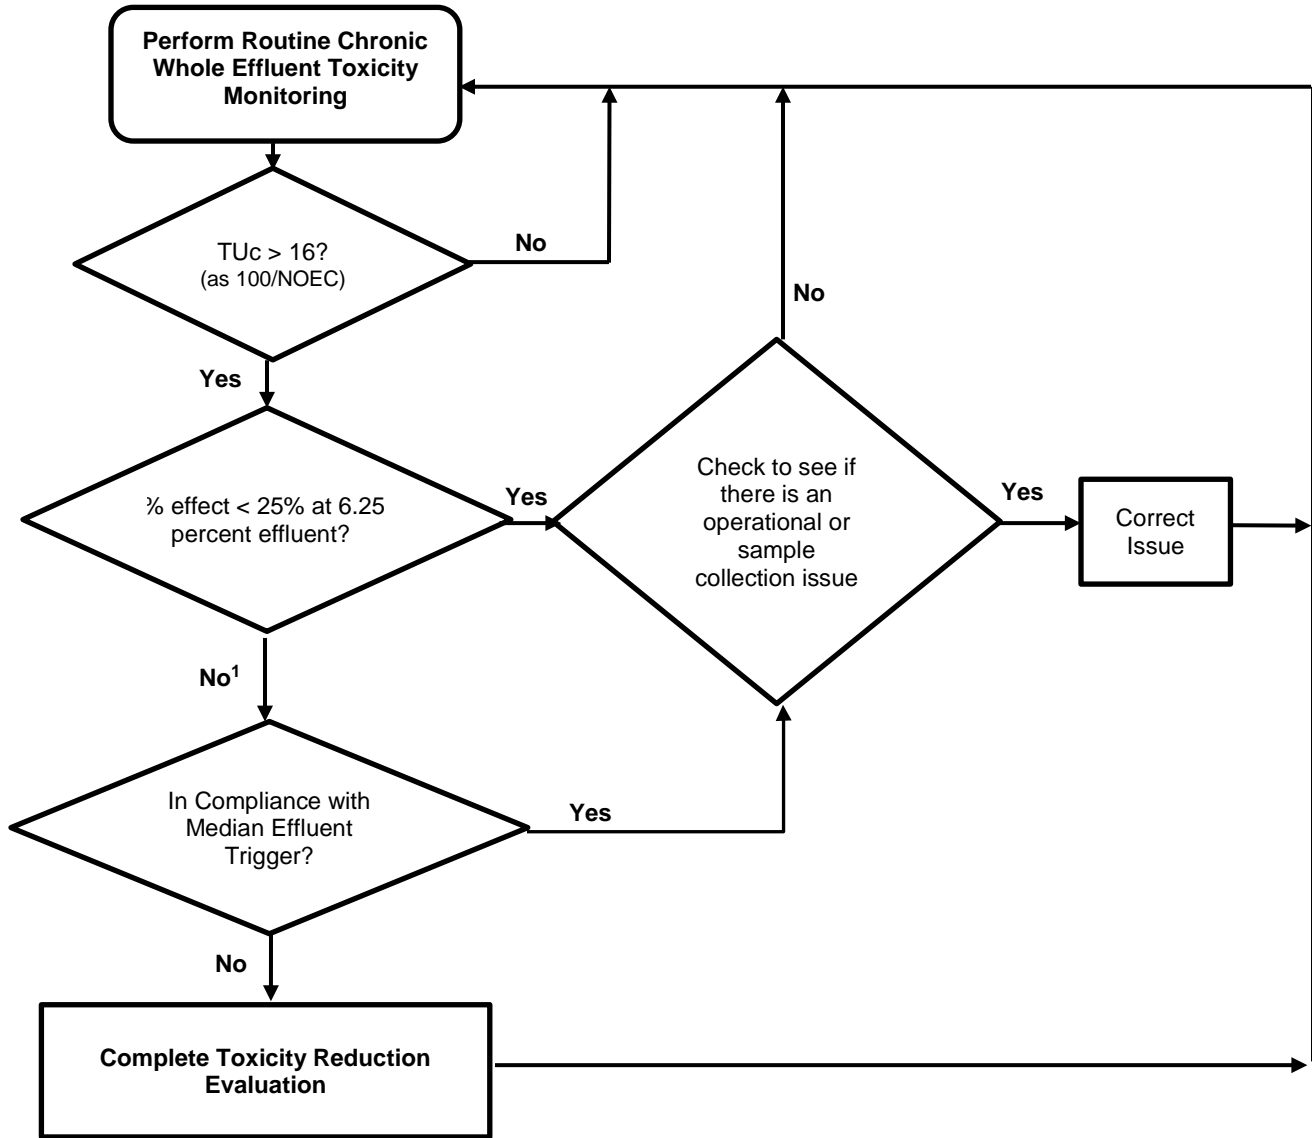 Perform Routine Chronic
Whole Effluent Toxicity
Monitoring
TUc > 16?
(as 100/NOEC)
No
Yes
% effect < 25% at 6.25
percent effluent?
Yes
No
Check to see if
there is an
operational or
sample
collection issue
Yes
Correct
Issue
No¹
In Compliance with
Median Effluent
Trigger?
Yes
No
Complete Toxicity Reduction
Evaluation